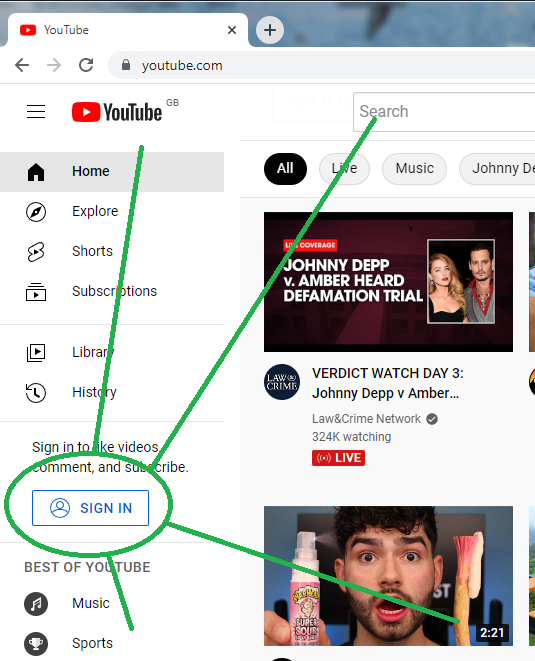 YouTube
youtube.com
YouTube GB
Search
Home
Explore
Shorts
Subscriptions
Library
History
Sign in to like videos,
comment, and subscribe.
SIGN IN
BEST OF YOUTUBE
Music
Sports
All
Live
Music
Johnny De
LIVE COVERAGE
JOHNNY DEPP
V. AMBER HEARD
DEFAMATION TRIAL
LAW&
CRIME
VERDICT WATCH DAY 3:
Johnny Depp v Amber...
Law&Crime Network
324K watching
LIVE
SUPER
SOUR
2:21